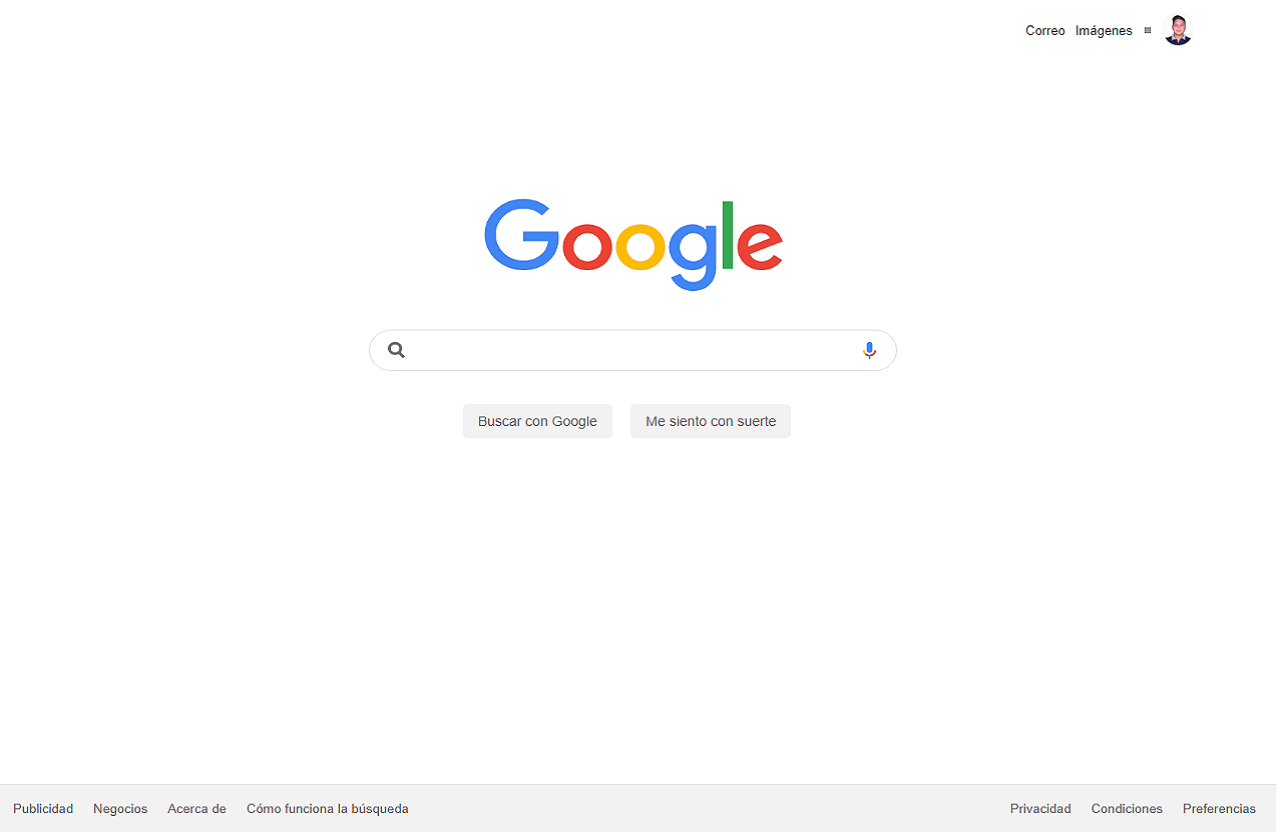 Correo Imágenes
Google
Buscar con Google Me siento con suerte
Publicidad Negocios Acerca de Cómo funciona la búsqueda Privacidad Condiciones Preferencias